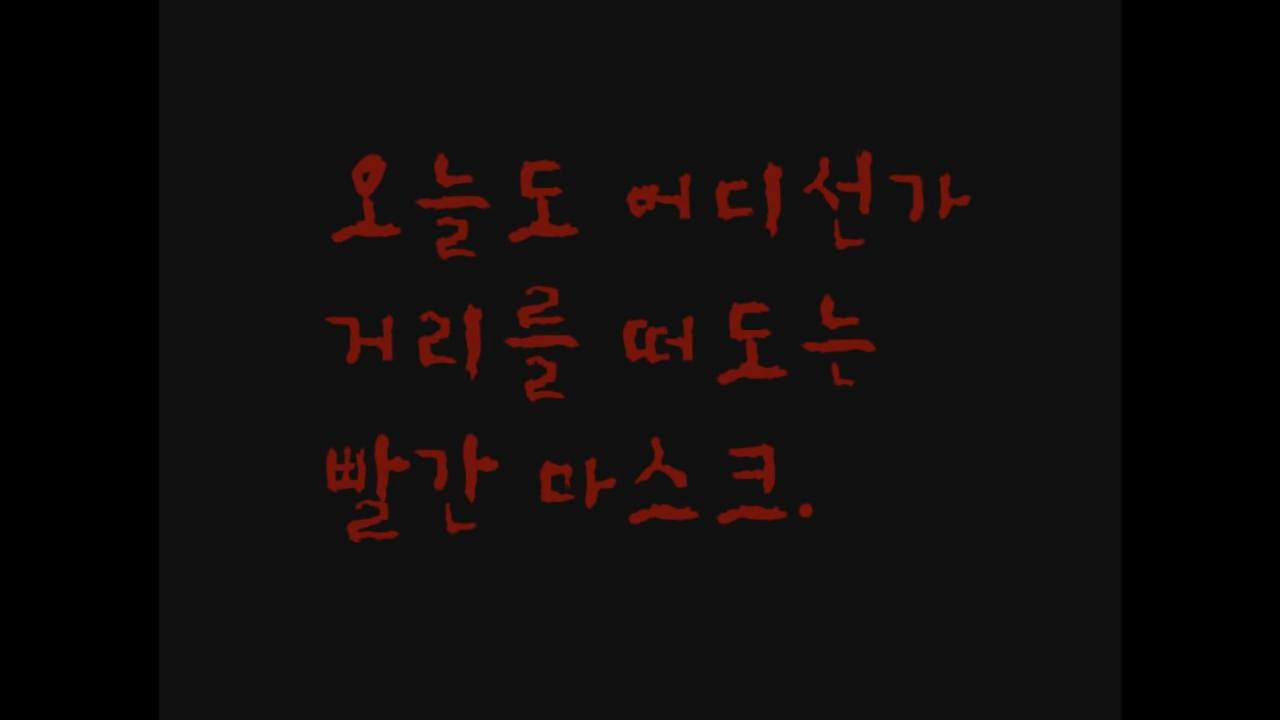 오늘도 어디선가
거리를 떠도는
빨간 마스크.